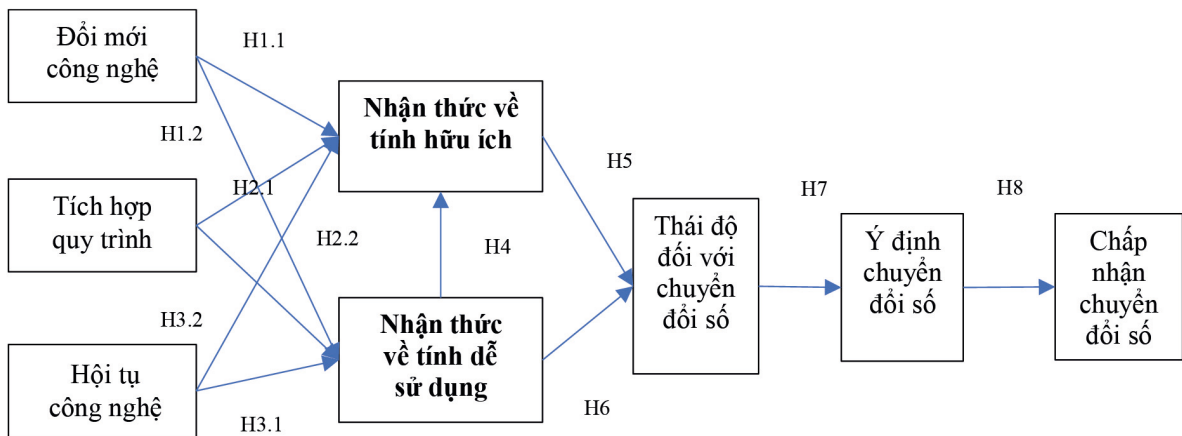 Đổi mới
công nghệ
H1.1
H1.2
Nhận thức về
tính hữu ích
H5
Tích hợp
quy trình
H2.1
H2.2
H4
Thái độ
đối với
chuyển
đổi số
H7
Ý định
chuyển
đổi số
H8
Chấp
nhận
chuyển
đổi số
H3.2
Nhận thức
về tính dễ
sử dụng
H6
Hội tụ
công nghệ
H3.1